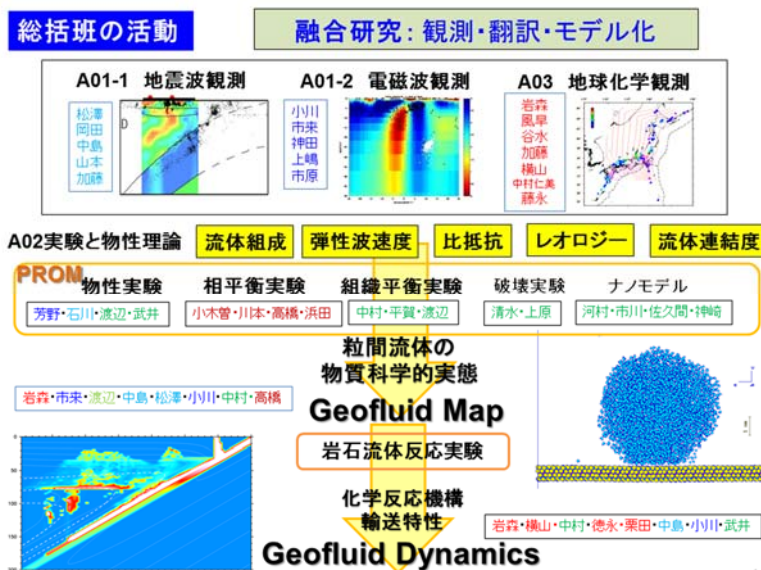 総括班の活動
融合研究：観測・翻訳・モデル化
A01-1 地震波観測
A01-2 電磁波観測
A03 地球化学観測
松澤
岡田
中島
山本
加藤
D
小川
市来
神田
上嶋
市原
岩森
風早
谷水
加藤
横山
中村仁美
藤永
A02実験と物性理論
流体組成
弾性波速度
比抵抗
レオロジー
流体連結度
PROM
物性実験
相平衡実験
組織平衡実験
破壊実験
ナノモデル
芳野・石川・渡辺・武井
小木曽・川本・高橋・浜田
中村・平賀・渡辺
清水・上原
河村・市川・佐久間・神崎
粒間流体の
物質科学的実態
岩森・市来・渡辺・中島・松澤・小川・中村・高橋
Geofluid Map
岩石流体反応実験
化学反応機構
輸送特性
0
50
100
150
岩森・横山・中村・徳永・栗田・中島・小川・武井
Geofluid Dynamics